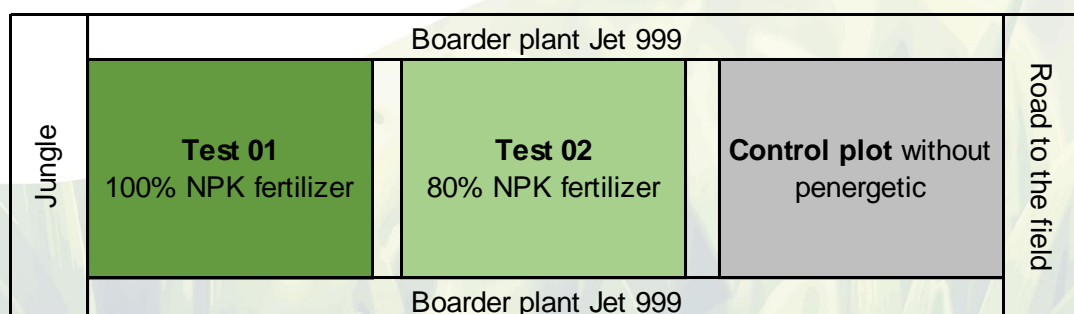 Boarder plant Jet 999
Jungle
Test 01
100% NPK fertilizer
Test 02
80% NPK fertilizer
Control plot without
penergetic
Road to the field
Boarder plant Jet 999